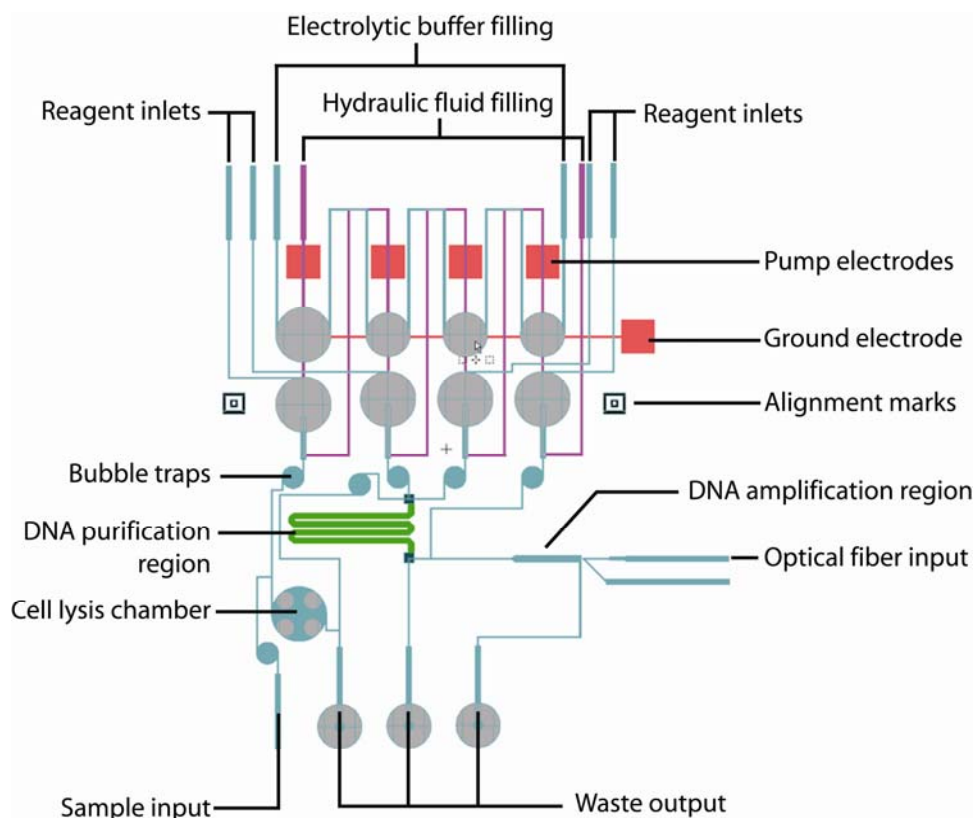 Electrolytic buffer filling
Hydraulic fluid filling
Reagent inlets
Reagent inlets
Pump electrodes
Ground electrode
Alignment marks
Bubble traps
DNA amplification region
DNA purification
region
Optical fiber input
Cell lysis chamber
Sample input
Waste output